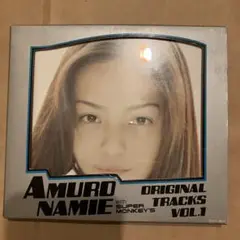 AMURO
NAMIE
WITH
SUPER
MONKEY'S
ORIGINAL
TRACKS
VOL.1